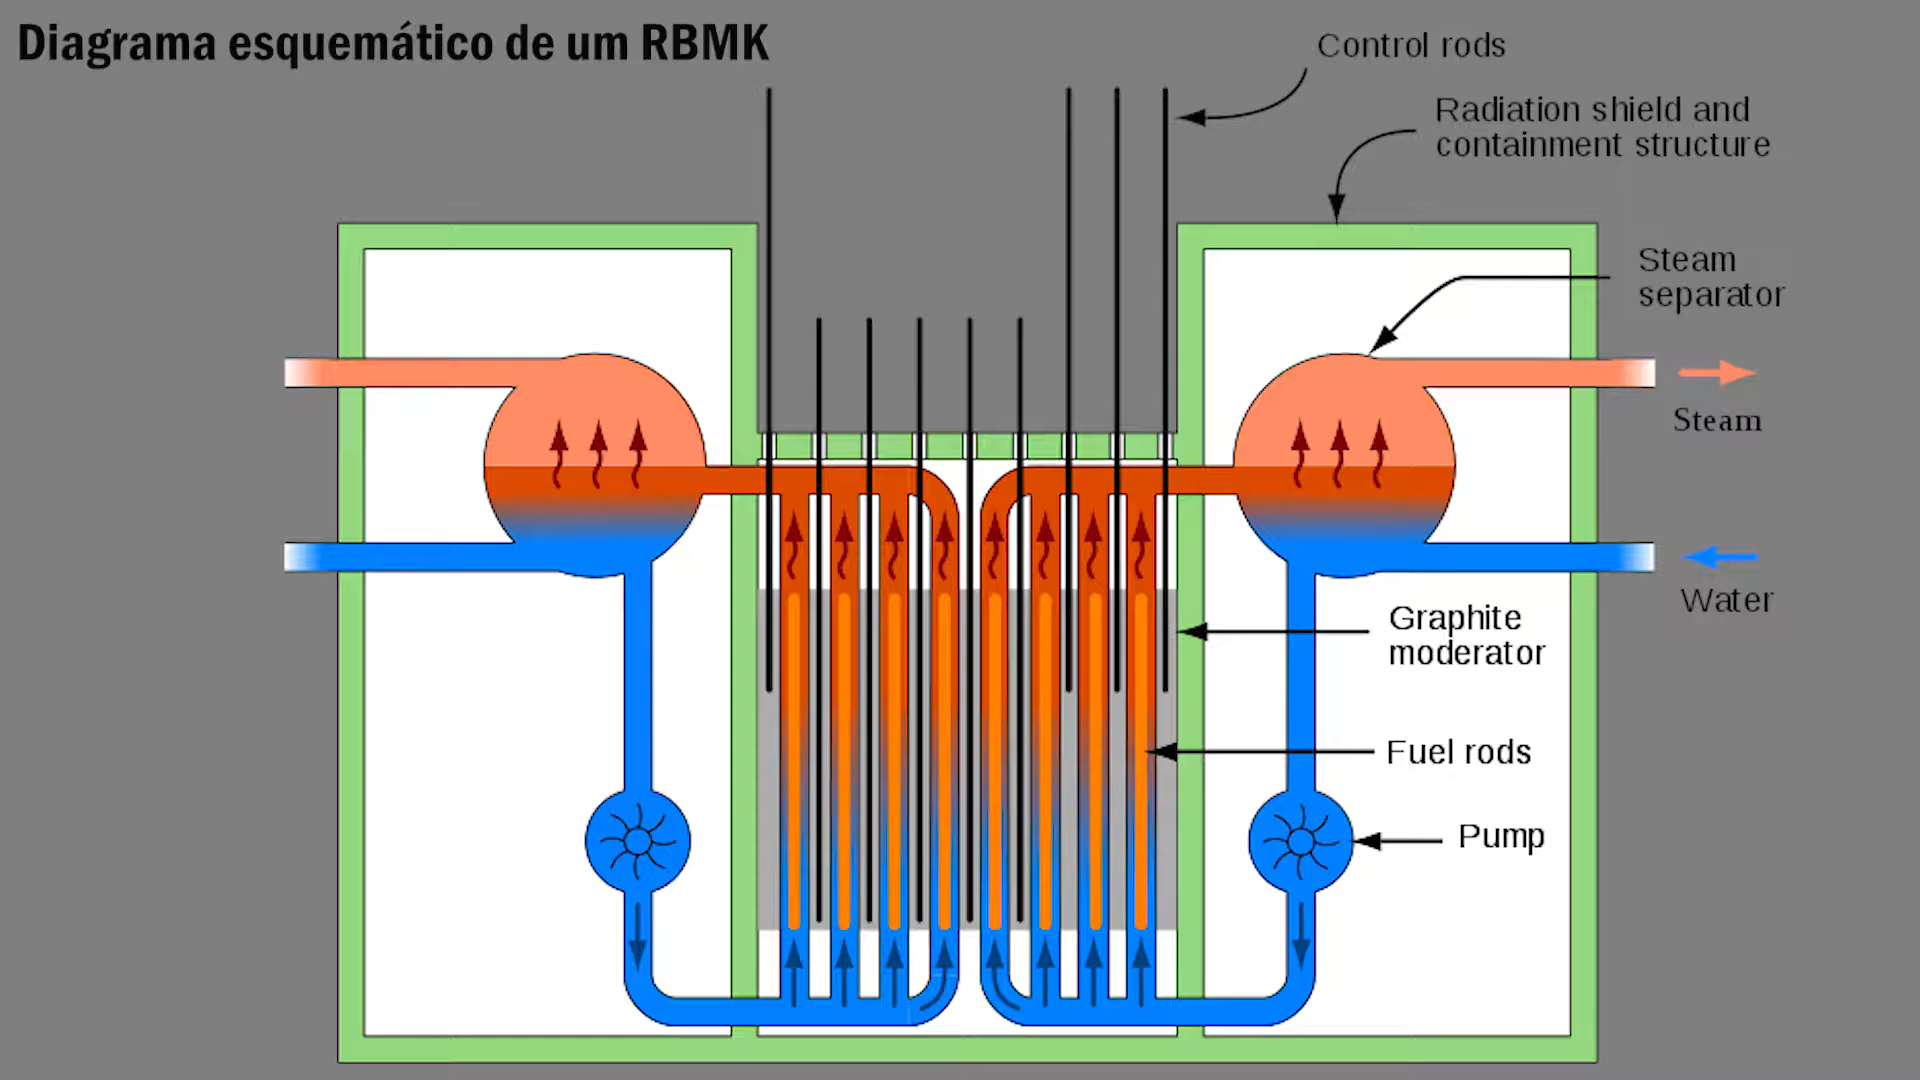 Diagrama esquemático de um RBMK
Control rods
Radiation shield and
containment structure
Steam
separator
Steam
Water
Graphite
moderator
Fuel rods
Pump